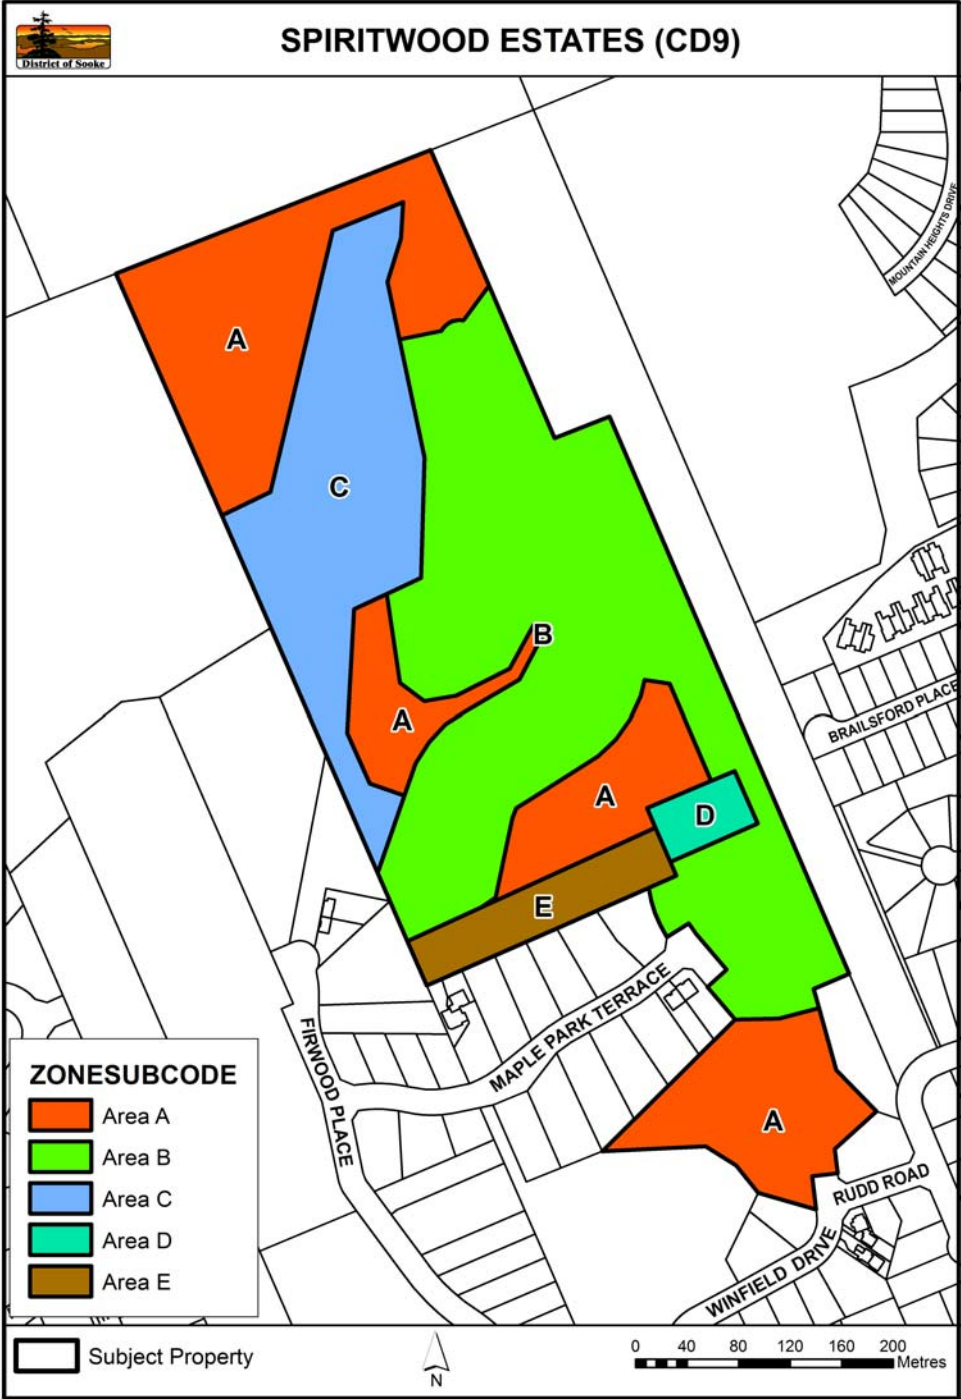 District of Sooke
SPIRITWOOD ESTATES (CD9)
MOUNTAIN HEIGHTS DRIVE
A
C
B
BRAILSFORD PLACE
A
A
D
E
MAPLE PARK TERRACE
FIRWOOD PLACE
A
RUDD ROAD
WINFIELD DRIVE
ZONESUBCODE
Area A
Area B
Area C
Area D
Area E
Subject Property
N
0 40 80 120 160 200
Metres